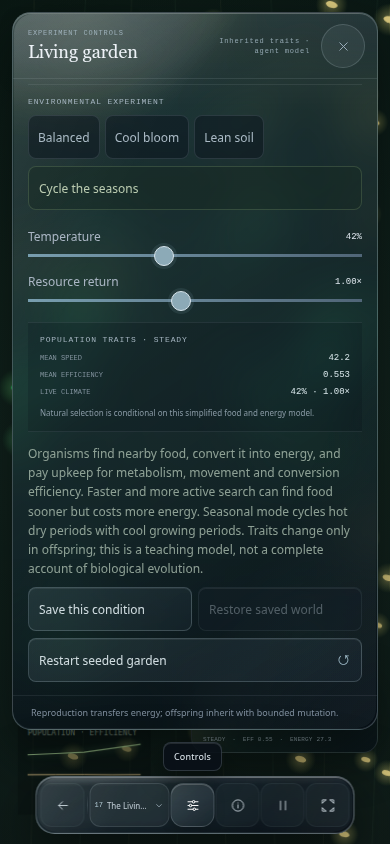 EXPERIMENT CONTROLS
Living garden
Inherited traits ·
agent model
ENVIRONMENTAL EXPERIMENT
Balanced
Cool bloom
Lean soil
Cycle the seasons
Temperature
42%
Resource return
1.00×
POPULATION TRAITS · STEADY
MEAN SPEED
42.2
MEAN EFFICIENCY
0.553
LIVE CLIMATE
42% · 1.00×
Natural selection is conditional on this simplified food and energy model.
Organisms find nearby food, convert it into energy, and
pay upkeep for metabolism, movement and conversion
efficiency. Faster and more active search can find food
sooner but costs more energy. Seasonal mode cycles hot
dry periods with cool growing periods. Traits change only
in offspring; this is a teaching model, not a complete
account of biological evolution.
Save this condition
Restore saved world
Restart seeded garden
Reproduction transfers energy; offspring inherit with bounded mutation.
POPULATION · EFFICIENCY
STEADY · EFF 0.55 · ENERGY 27.3
Controls
17 The Livin...